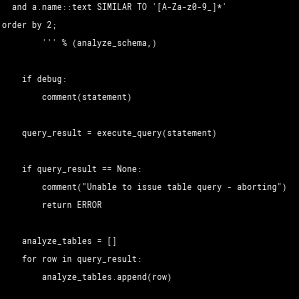 and a.name::text SIMILAR TO '[A-Za-z0-9_]*'
order by 2;
''' % (analyze_schema,)
if debug:
comment(statement)
query_result = execute_query(statement)
if query_result == None:
comment("Unable to issue table query - aborting")
return ERROR
analyze_tables = []
for row in query_result:
analyze_tables.append(row)